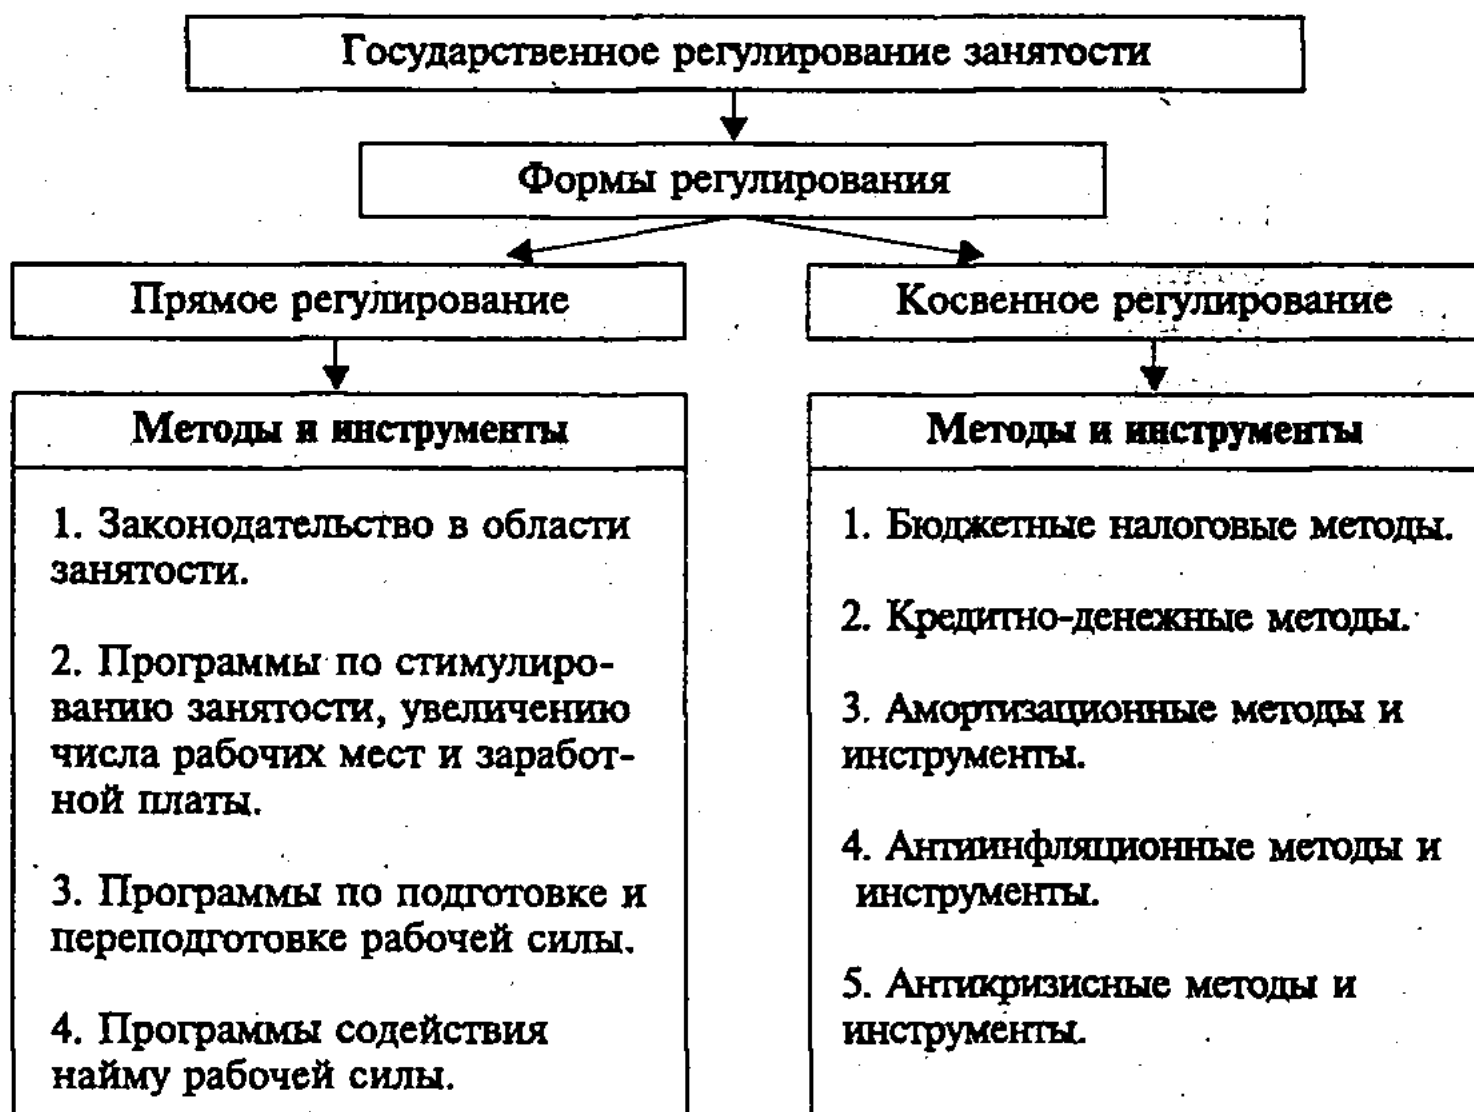 Государственное регулирование занятости
Формы регулирования
Прямое регулирование
Косвенное регулирование
Методы и инструменты
1. Законодательство в области
занятости.
2. Программы по стимулиро-
ванию занятости, увеличению
числа рабочих мест и заработ-
ной платы.
3. Программы по подготовке и
переподготовке рабочей силы.
4. Программы содействия
найму рабочей силы.
Методы и инструменты
1. Бюджетные налоговые методы.
2. Кредитно-денежные методы.
3. Амортизационные методы и
инструменты.
4. Антиинфляционные методы и
инструменты.
5. Антикризисные методы и
инструменты.